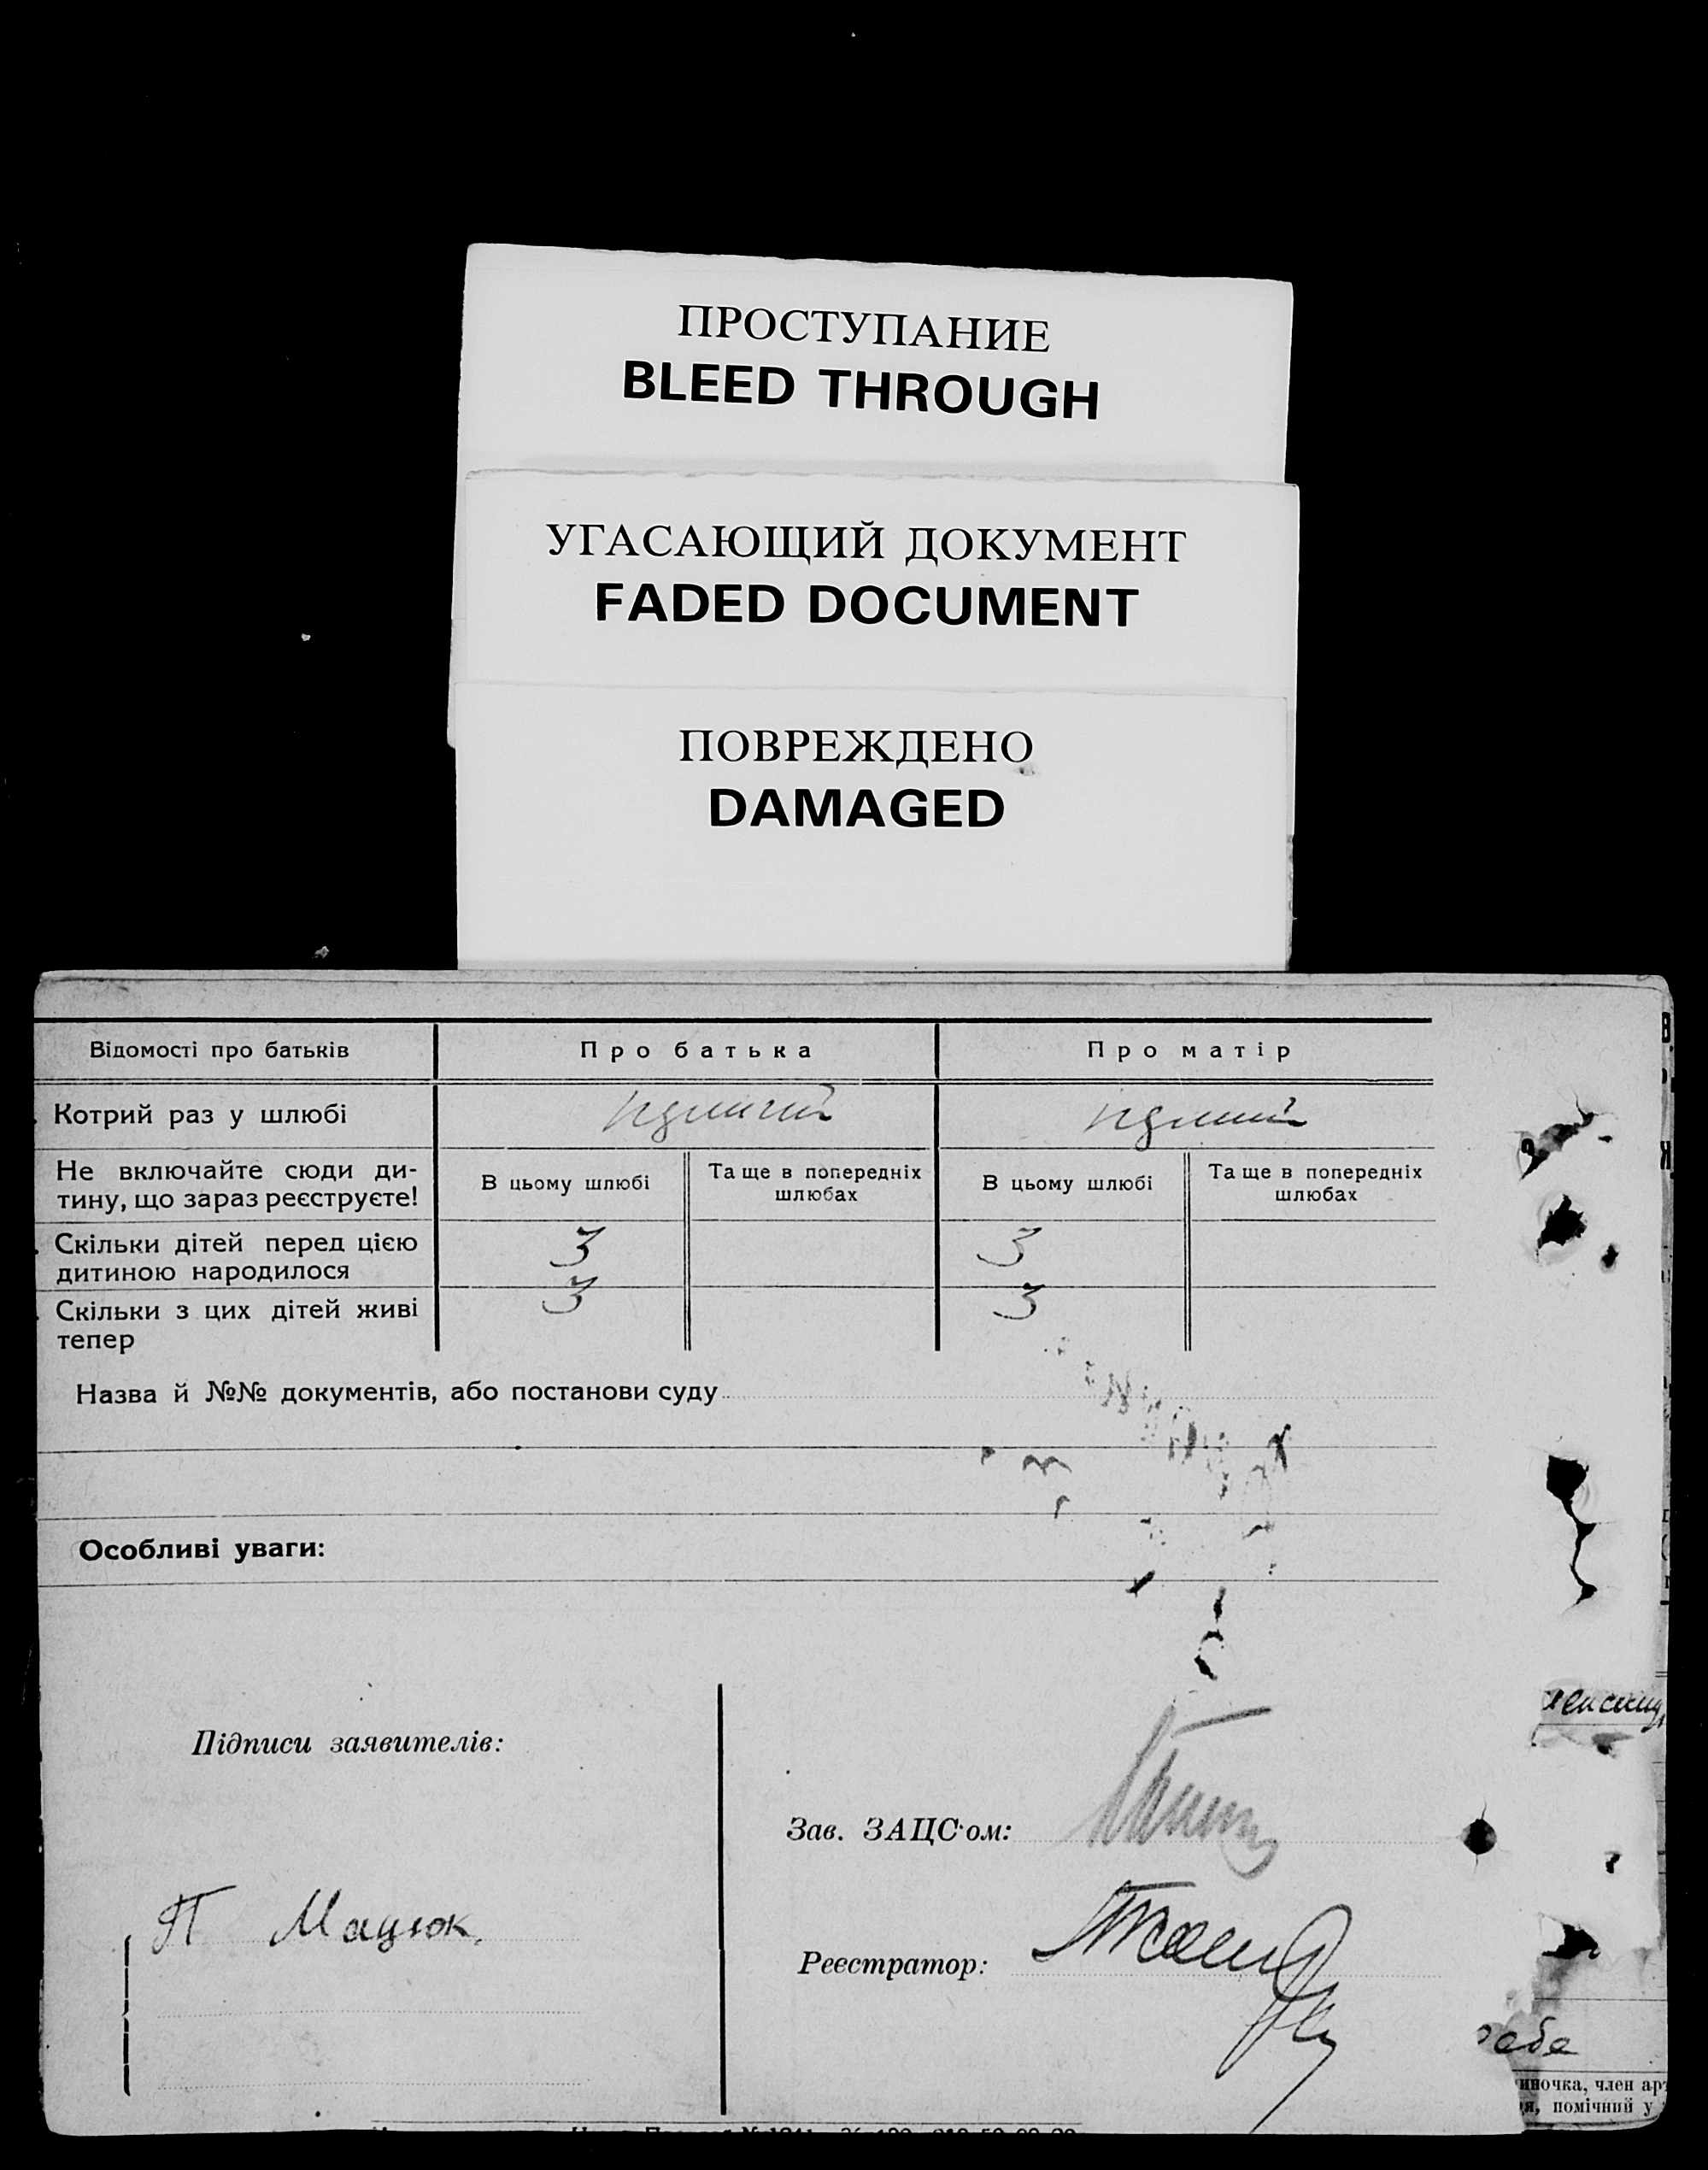 ПРОСТУПАНИЕ
BLEED THROUGH
УГАСАЮЩИЙ ДОКУМЕНТ
FADED DOCUMENT
ПОВРЕЖДЕНО
DAMAGED
Відомості про батьків Про батька Про матір
Котрий раз у шлюбі
Не включайте сюди ди-
тину, що зараз реєструєте!
В цьому шлюбі
Та ще в попередніх
шлюбах
В цьому шлюбі
Та ще в попередніх
шлюбах
Скільки дітей перед цією
дитиною народилося
3 3
Скільки з цих дітей живі
тепер
3 3
Назва й №№ документів, або постанови суду
Особливі уваги:
Підписи заявителів:
П Мацюк.
Зав. ЗАЦС'ом:
Реєстратор:
член
помічний у